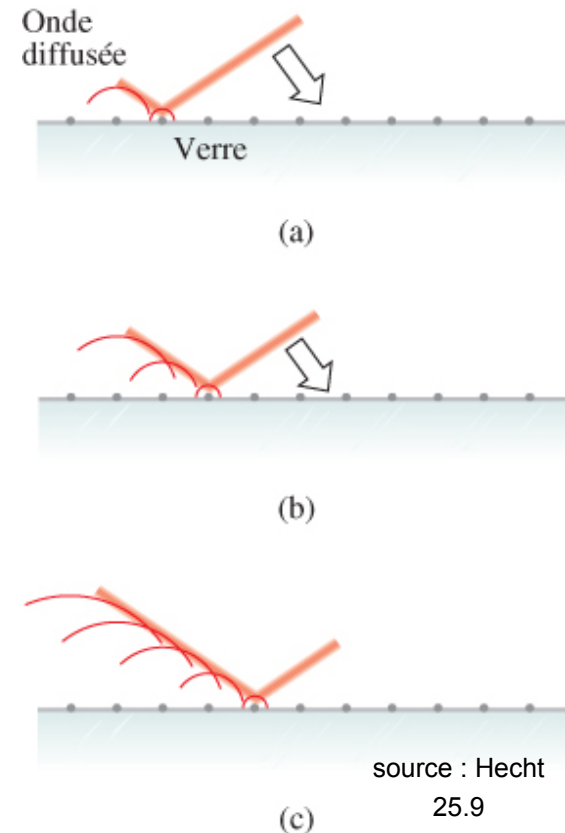 Onde
diffusée
Verre
(a)
(b)
(c)
source : Hecht
25.9